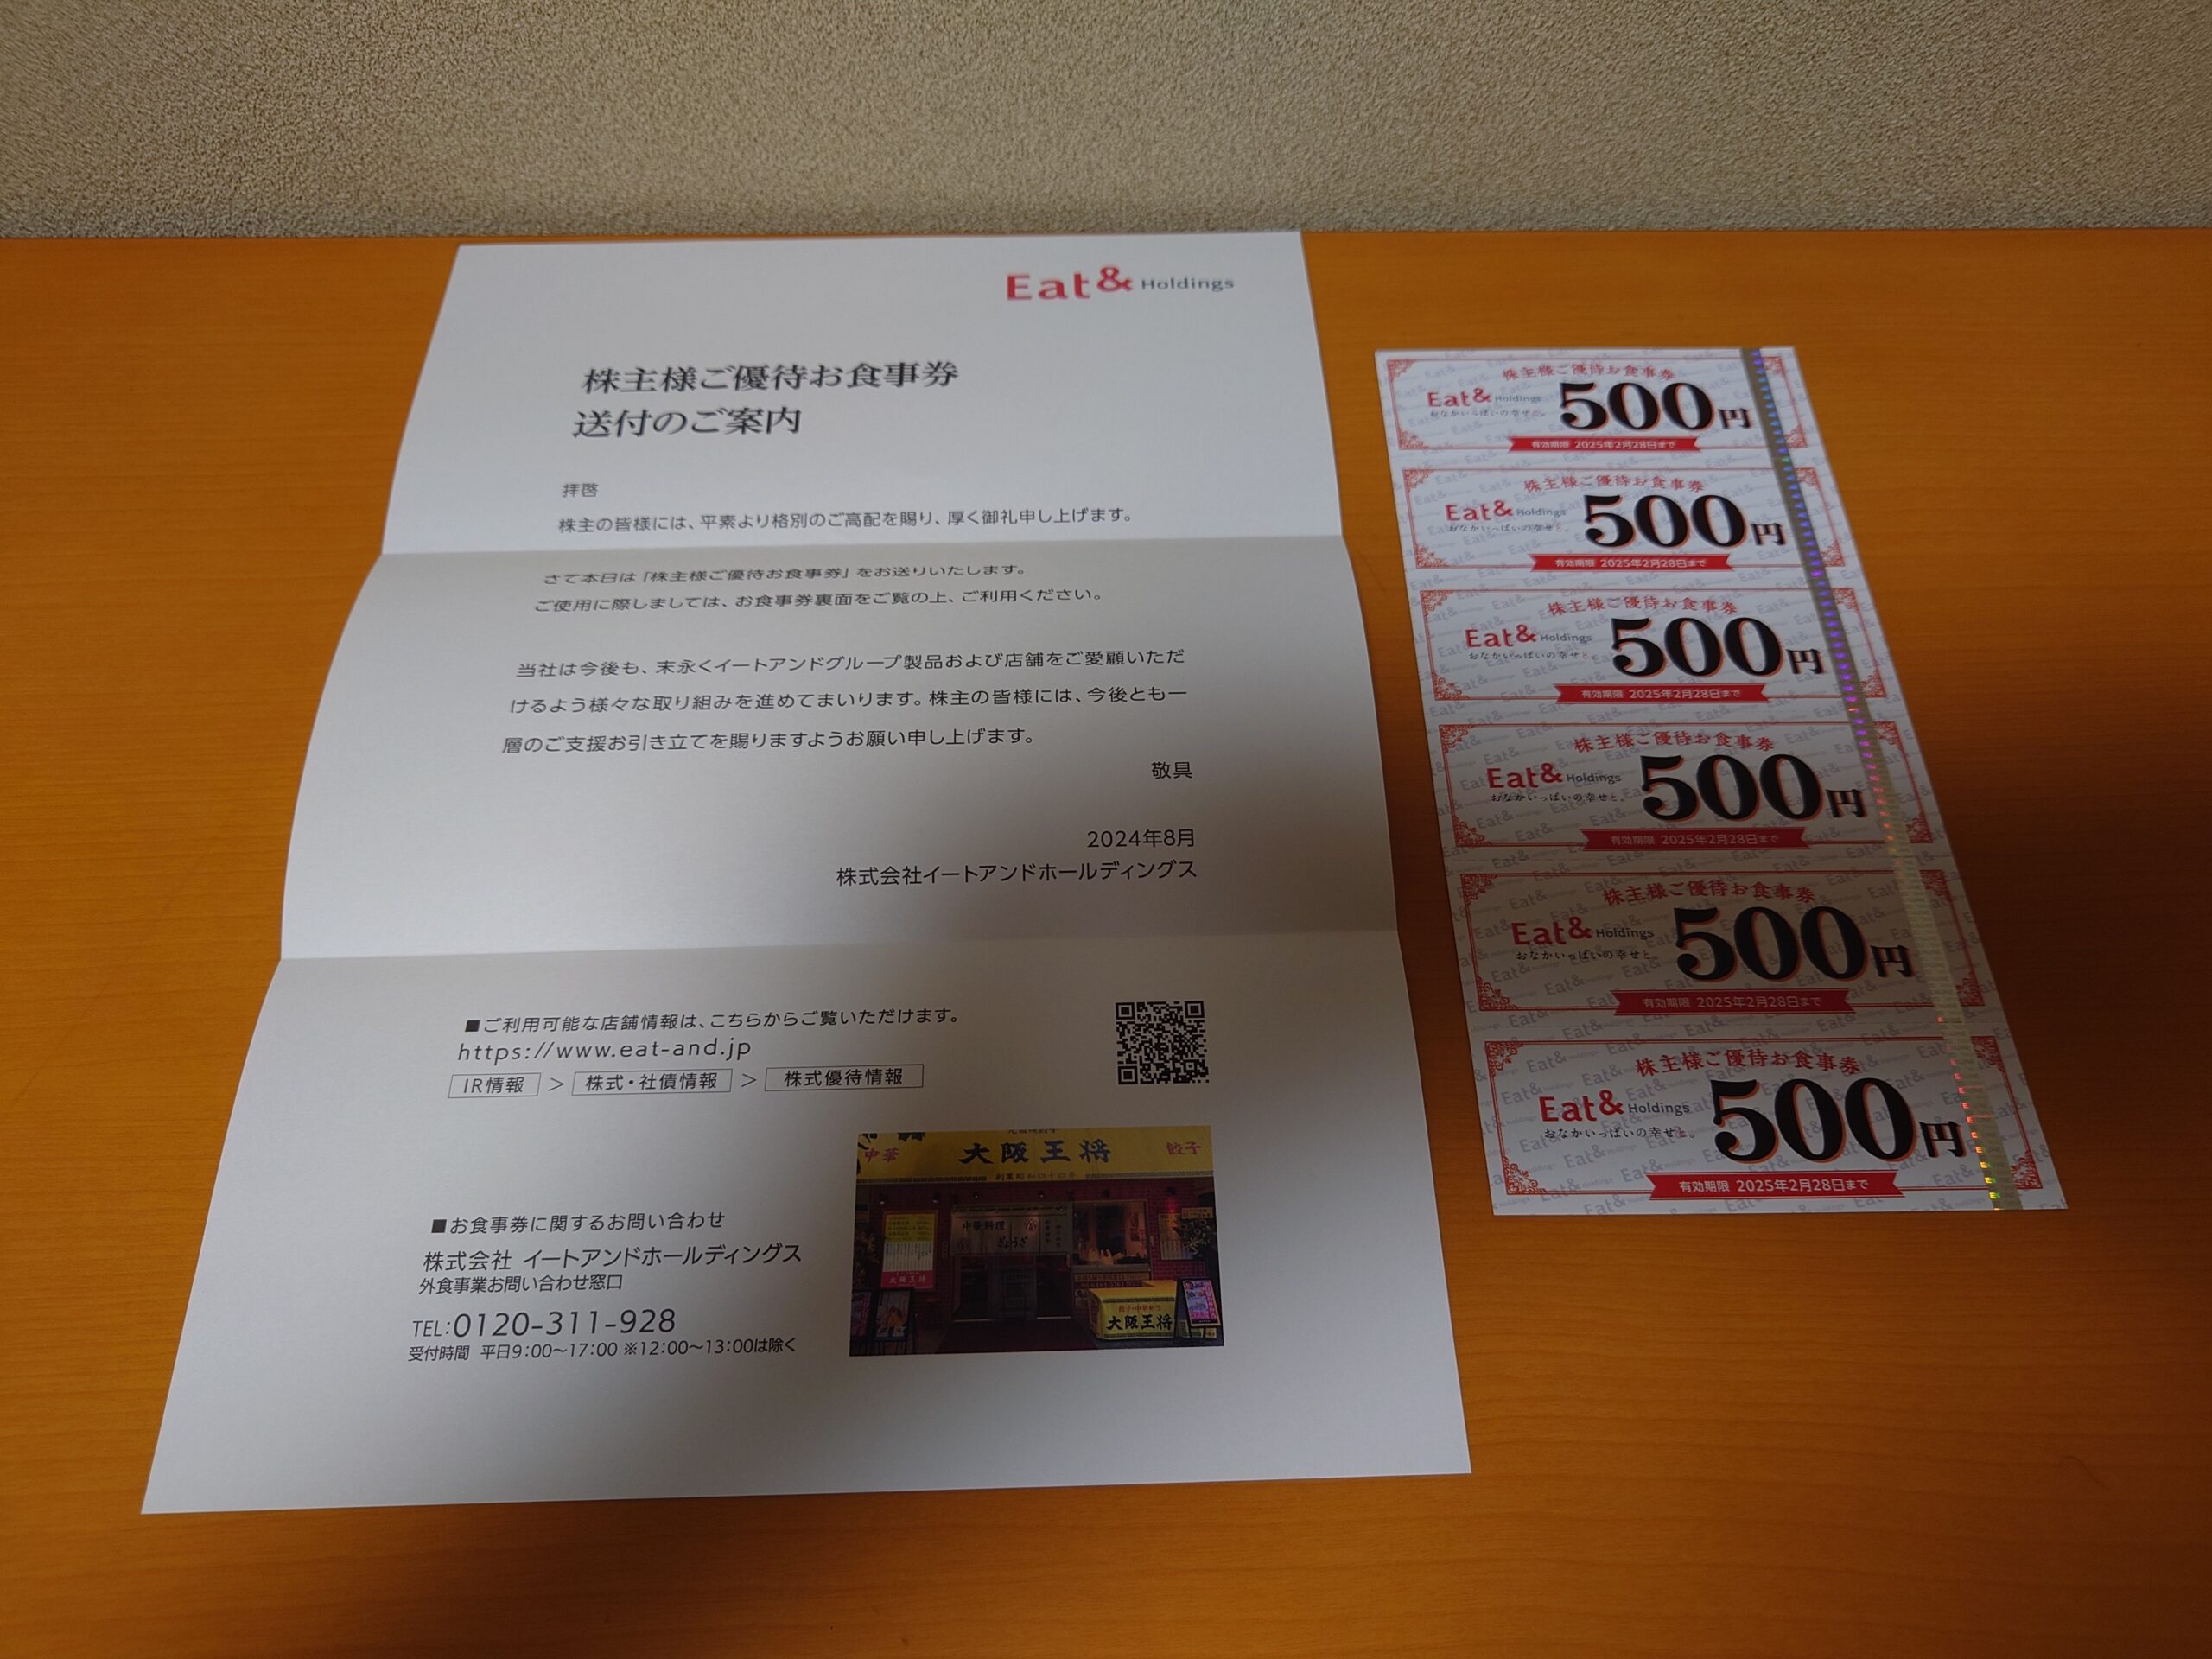 Eat& Holdings
株主様ご優待お食事券
送付のご案内
拝啓
株主の皆様には、平素より格別のご高配を賜り、厚く御礼申し上げます。
さて本日は「株主様ご優待お食事券」をお送りいたします。
ご使用に際しましては、お食事券裏面をご覧の上、ご利用ください。
当社は今後も、末永くイートアンドグループ製品および店舗をご愛顧いただ
けるよう様々な取り組みを進めてまいります。株主の皆様には、今後とも一
層のご支援お引き立てを賜りますようお願い申し上げます。
敬具
2024年8月
株式会社イートアンドホールディングス
■ご利用可能な店舗情報は、こちらからご覧いただけます。
https://www.eat-and.jp
IR情報 > 株式・社債情報 > 株式優待情報
■お食事券に関するお問い合わせ
株式会社 イートアンドホールディングス
外食事業お問い合わせ窓口
TEL:0120-311-928
受付時間 平日9:00〜17:00 ※12:00〜13:00は除く
中華 大阪王将 餃子
創業昭和四十四年
中華料理
ぎょうざ
大阪王将
大阪王将
株主様ご優待お食事券
Eat& Holdings 500円
おなかいっぱいの幸せと。
有効期限 2025年2月28日まで
株主様ご優待お食事券
Eat& Holdings 500円
おなかいっぱいの幸せと。
有効期限 2025年2月28日まで
株主様ご優待お食事券
Eat& Holdings 500円
おなかいっぱいの幸せと。
有効期限 2025年2月28日まで
株主様ご優待お食事券
Eat& Holdings 500円
おなかいっぱいの幸せと。
有効期限 2025年2月28日まで
株主様ご優待お食事券
Eat& Holdings 500円
おなかいっぱいの幸せと。
有効期限 2025年2月28日まで
株主様ご優待お食事券
Eat& Holdings 500円
おなかいっぱいの幸せと。
有効期限 2025年2月28日まで